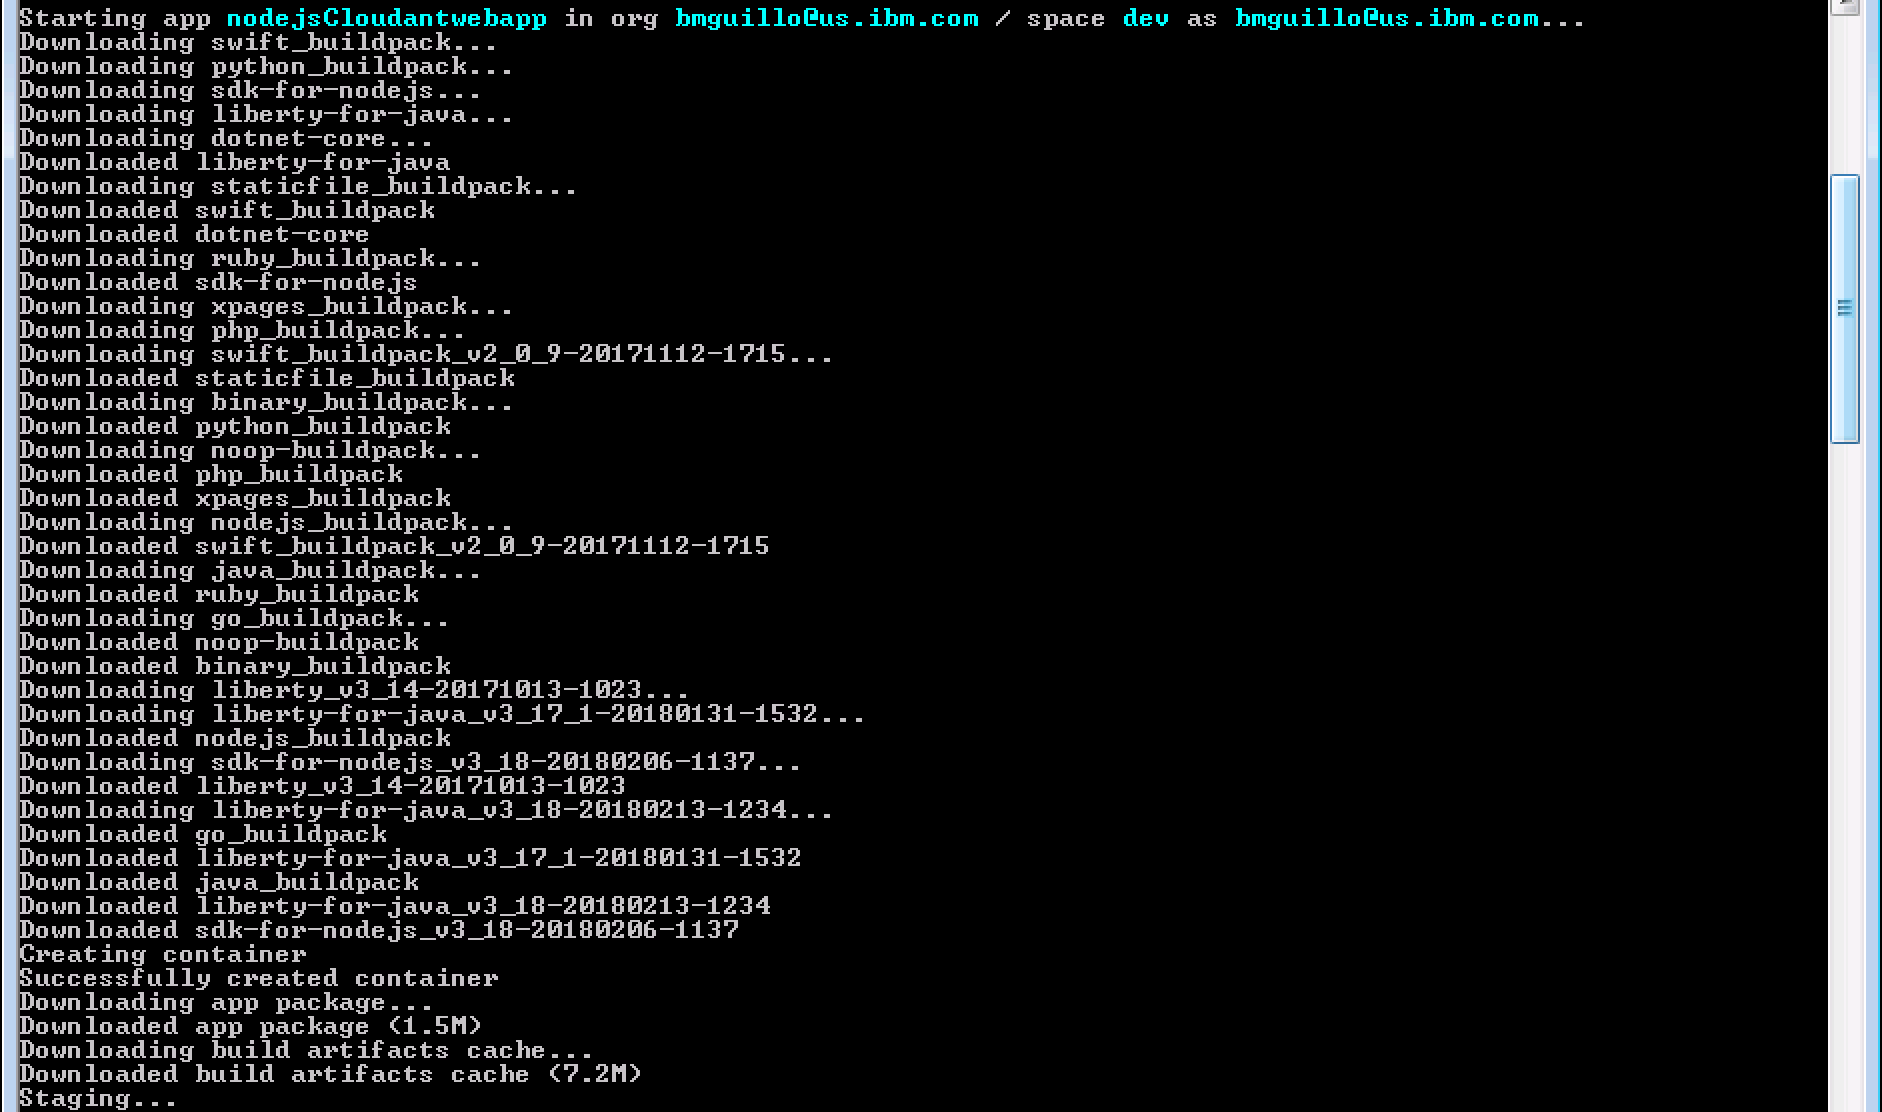 Starting app nodejsCloudantwebapp in org bmguillo@us.ibm.com / space dev as bmguillo@us.ibm.com...
Downloading swift_buildpack...
Downloading python_buildpack...
Downloading sdk-for-nodejs...
Downloading liberty-for-java...
Downloading dotnet-core...
Downloaded liberty-for-java
Downloading staticfile_buildpack...
Downloaded swift_buildpack
Downloaded dotnet-core
Downloading ruby_buildpack...
Downloaded sdk-for-nodejs
Downloading xpages_buildpack...
Downloading php_buildpack...
Downloading swift_buildpack_v2_0_9-20171112-1715...
Downloaded staticfile_buildpack
Downloading binary_buildpack...
Downloaded python_buildpack
Downloading noop-buildpack...
Downloaded php_buildpack
Downloaded xpages_buildpack
Downloading nodejs_buildpack...
Downloaded swift_buildpack_v2_0_9-20171112-1715
Downloading java_buildpack...
Downloaded ruby_buildpack
Downloading go_buildpack...
Downloaded noop-buildpack
Downloaded binary_buildpack
Downloading liberty_v3_14-20171013-1023...
Downloading liberty-for-java_v3_17_1-20180131-1532...
Downloaded nodejs_buildpack
Downloading sdk-for-nodejs_v3_18-20180206-1137...
Downloaded liberty_v3_14-20171013-1023
Downloading liberty-for-java_v3_18-20180213-1234...
Downloaded go_buildpack
Downloaded liberty-for-java_v3_17_1-20180131-1532
Downloaded java_buildpack
Downloaded liberty-for-java_v3_18-20180213-1234
Downloaded sdk-for-nodejs_v3_18-20180206-1137
Creating container
Successfully created container
Downloading app package...
Downloaded app package (1.5M)
Downloading build artifacts cache...
Downloaded build artifacts cache (7.2M)
Staging...